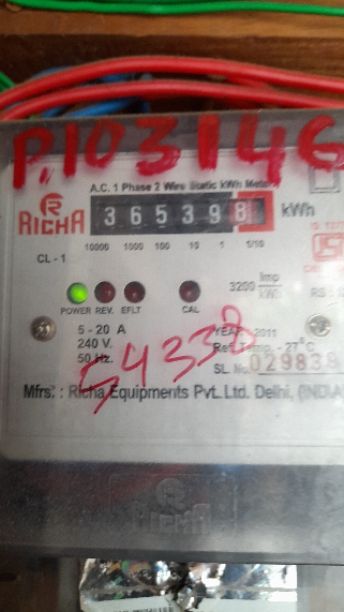 P.103146
A.C. 1 Phase 2 Wire Static kWh Meter
R
RICHA
365398 kWh
10000 1000 100 10 1 1/10
CL - 1
3200 Imp/kWh
POWER REV. EFLT CAL
5 - 20 A
240 V.
50 Hz.
YEAR - 2011
Ref. Temp. - 27°C
SL. No. 029838
54338
Mfrs. : Richa Equipments Pvt. Ltd. Delhi, (INDIA)
R
RICHA